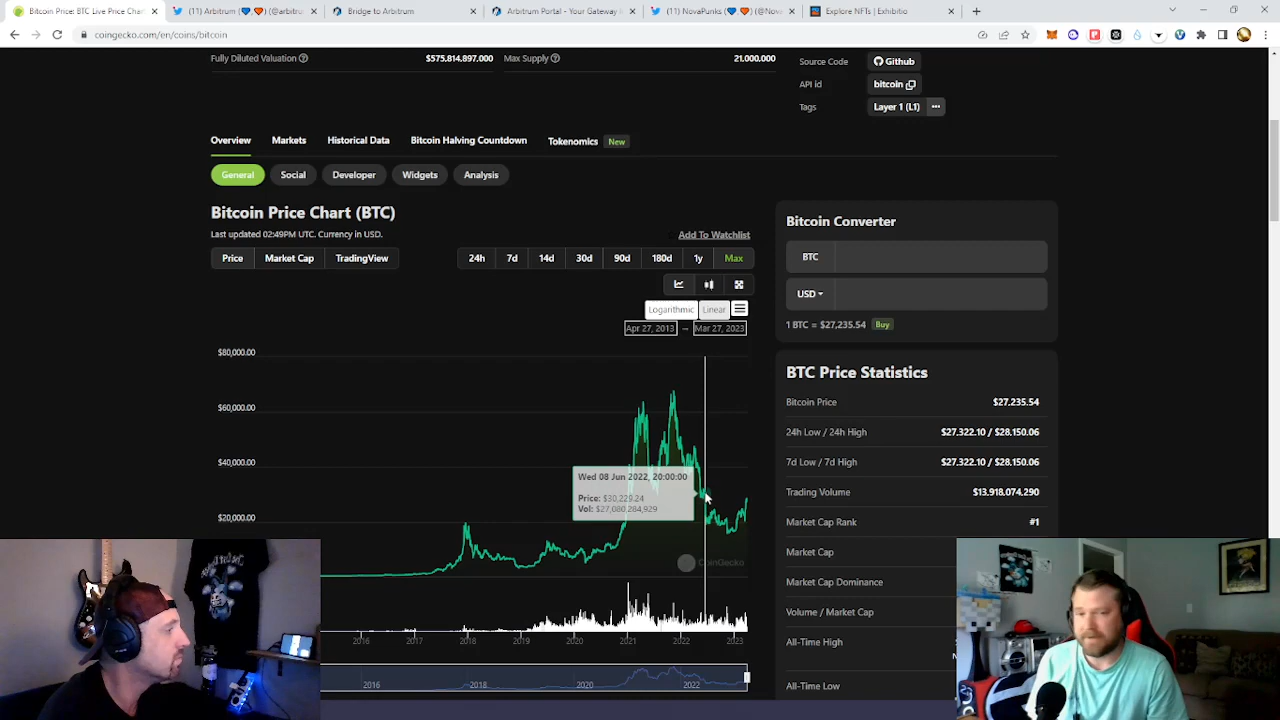 Bitcoin Price: BTC Live Price Char
(11) Arbitrum (💙,🧡) (@arbitru
Bridge to Arbitrum
Arbitrum Portal - Your Gateway
(11) NovaPunks (💙,🧡) (@Nov
Explore NFTs | Exhibitio
coingecko.com/en/coins/bitcoin
Fully Diluted Valuation
$575.814.897.000
Max Supply
21.000.000
Source Code
Github
API id
bitcoin
Tags
Layer 1 (L1)
Overview
Markets
Historical Data
Bitcoin Halving Countdown
Tokenomics
New
General
Social
Developer
Widgets
Analysis
Bitcoin Price Chart (BTC)
Last updated 02:49PM UTC. Currency in USD.
Add To Watchlist
Price
Market Cap
TradingView
24h
7d
14d
30d
90d
180d
1y
Max
Logarithmic
Linear
Apr 27, 2013
–
Mar 27, 2023
$80,000.00
$60,000.00
$40,000.00
$20,000.00
Wed 08 Jun 2022, 20:00:00
Price: $30,229.24
Vol: $27,080,284,929
CoinGecko
2016
2017
2018
2019
2020
2021
2022
2023
2016
2018
2020
2022
Bitcoin Converter
BTC
USD
1 BTC = $27,235.54
Buy
BTC Price Statistics
Bitcoin Price
$27,235.54
24h Low / 24h High
$27.322.10 / $28.150.06
7d Low / 7d High
$27.322.10 / $28.150.06
Trading Volume
$13.918.074.290
Market Cap Rank
#1
Market Cap
Market Cap Dominance
Volume / Market Cap
All-Time High
All-Time Low